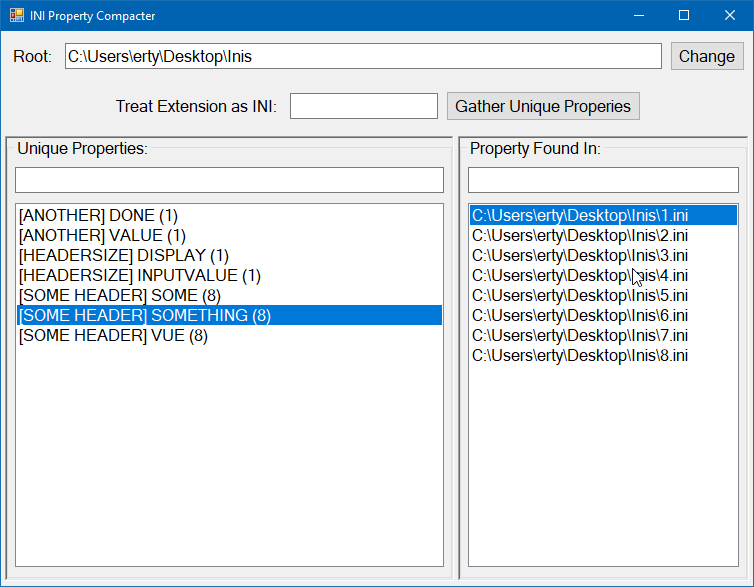 INI Property Compacter
Root: C:\Users\erty\Desktop\Inis Change
Treat Extension as INI: Gather Unique Properies
Unique Properties:
[ANOTHER] DONE (1)
[ANOTHER] VALUE (1)
[HEADERSIZE] DISPLAY (1)
[HEADERSIZE] INPUTVALUE (1)
[SOME HEADER] SOME (8)
[SOME HEADER] SOMETHING (8)
[SOME HEADER] VUE (8)
Property Found In:
C:\Users\erty\Desktop\Inis\1.ini
C:\Users\erty\Desktop\Inis\2.ini
C:\Users\erty\Desktop\Inis\3.ini
C:\Users\erty\Desktop\Inis\4.ini
C:\Users\erty\Desktop\Inis\5.ini
C:\Users\erty\Desktop\Inis\6.ini
C:\Users\erty\Desktop\Inis\7.ini
C:\Users\erty\Desktop\Inis\8.ini